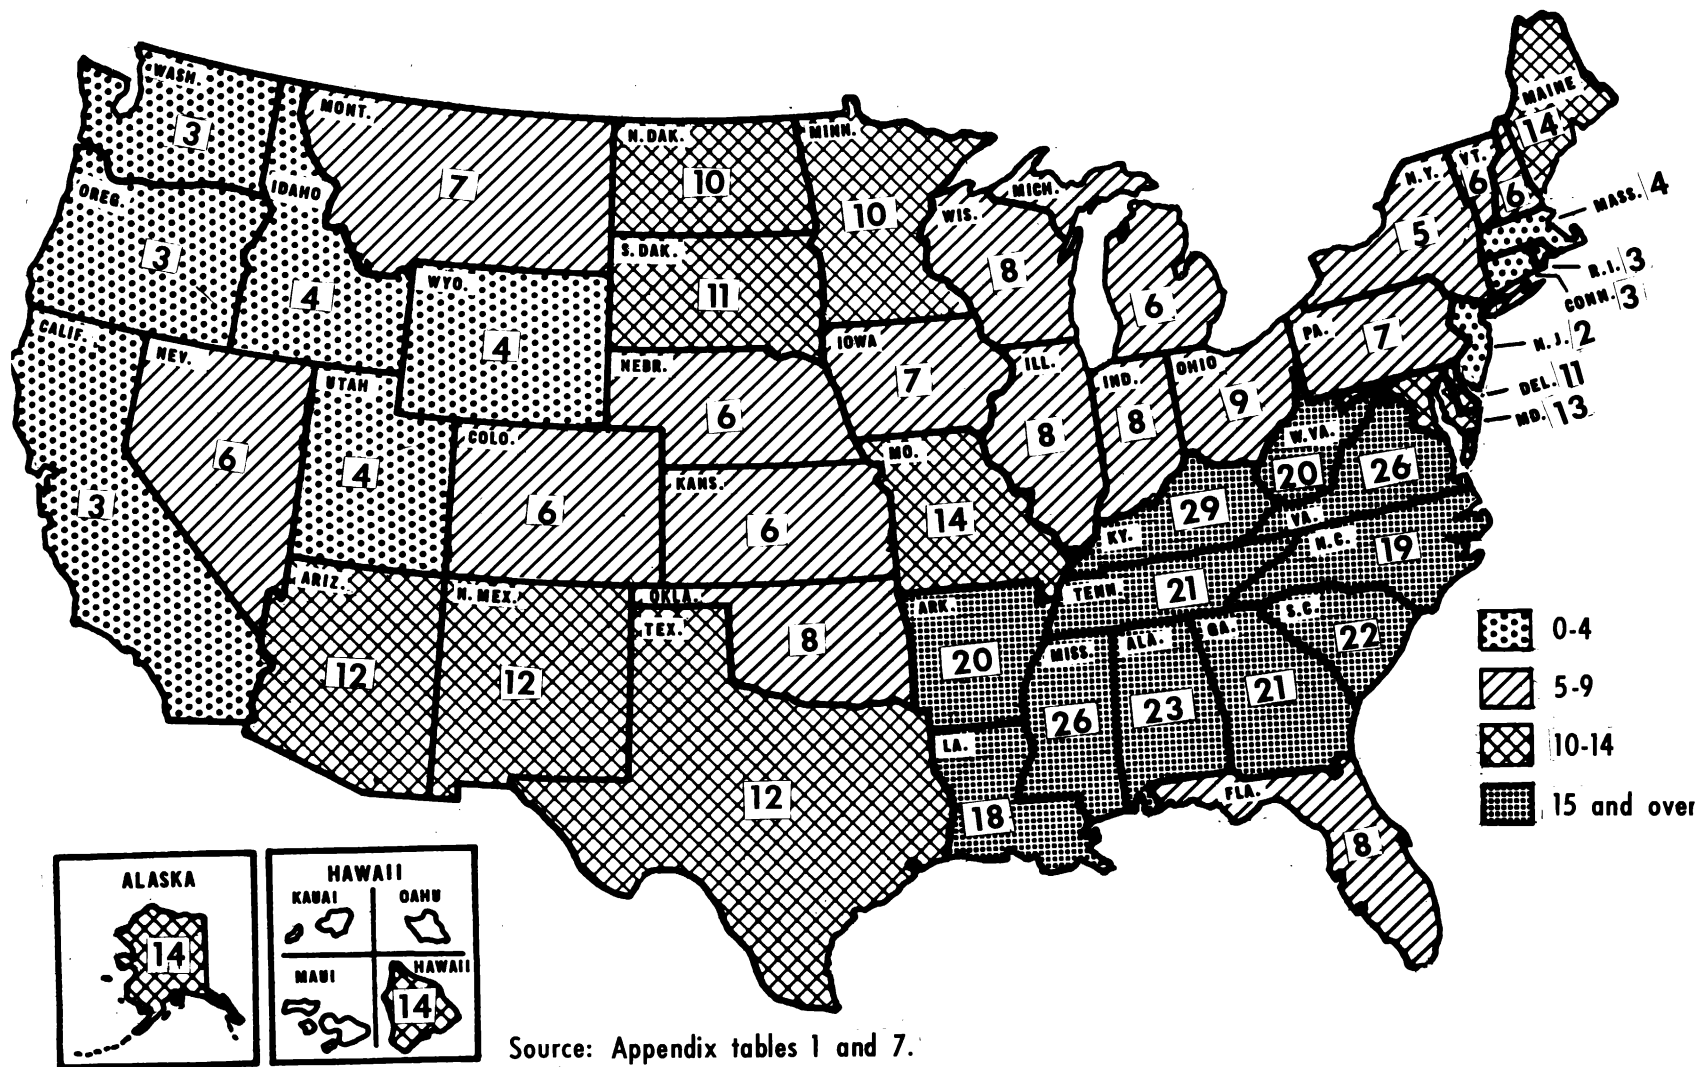 WASH.
3
MONT.
7
N.DAK.
10
MINN.
10
MAINE
14
OREG.
3
IDAHO
4
S.DAK.
11
WIS.
8
MICH.
6
N.Y.
5
VT.
6
6
MASS. 4
R.I. 3
CONN. 3
WYO.
4
NEBR.
6
IOWA
7
ILL.
8
IND.
8
OHIO
9
PA.
7
N.J. 2
DEL. 11
MD. 13
CALIF.
3
NEV.
6
UTAH
4
COLO.
6
KANS.
6
MO.
14
KY.
29
W.VA.
20
VA.
26
ARIZ.
12
N.MEX.
12
OKLA.
8
TEX.
12
ARK.
20
TENN.
21
N.C.
19
S.C.
22
MISS.
26
ALA.
23
GA.
21
LA.
18
FLA.
8
0-4
5-9
10-14
15 and over
ALASKA
14
HAWAII
KAUAI
OAHU
MAUI
HAWAII
14
Source: Appendix tables 1 and 7.